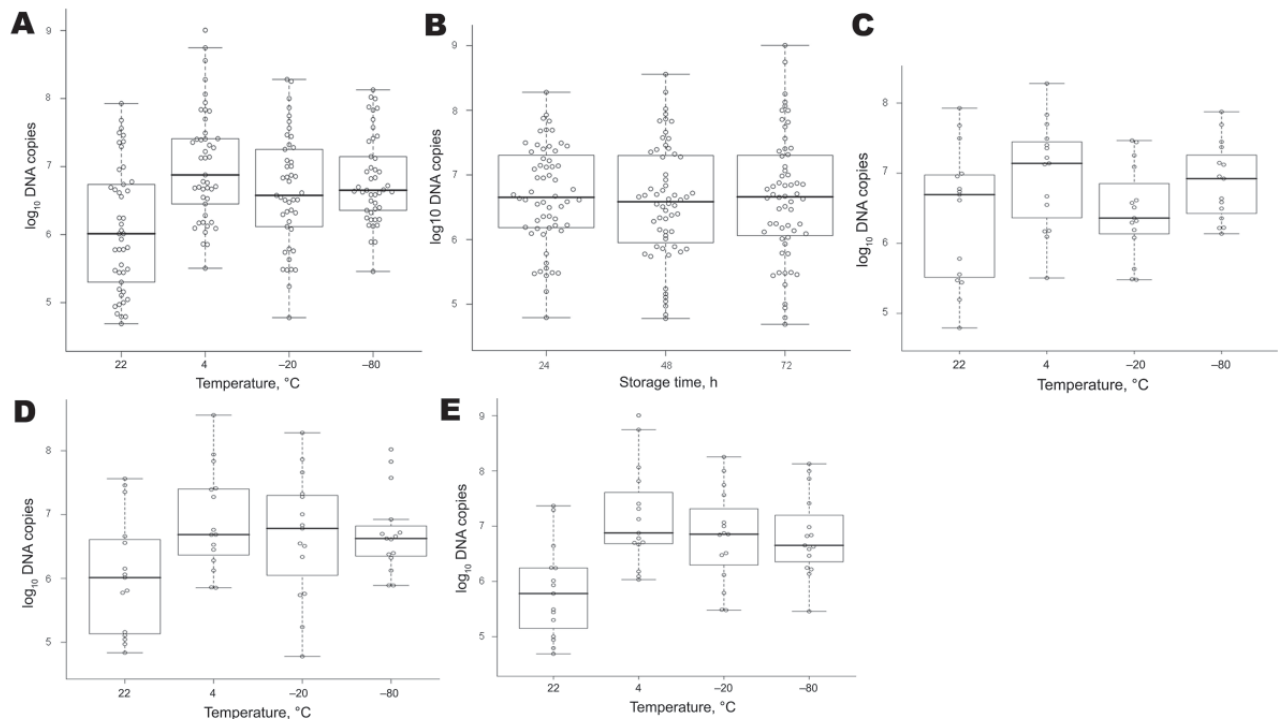 A
log10 DNA copies
9
8
7
6
5
22 4 –20 –80
Temperature, °C
B
log10 DNA copies
9
8
7
6
5
24 48 72
Storage time, h
C
log10 DNA copies
8
7
6
5
22 4 –20 –80
Temperature, °C
D
log10 DNA copies
8
7
6
5
22 4 –20 –80
Temperature, °C
E
log10 DNA copies
9
8
7
6
5
22 4 –20 –80
Temperature, °C